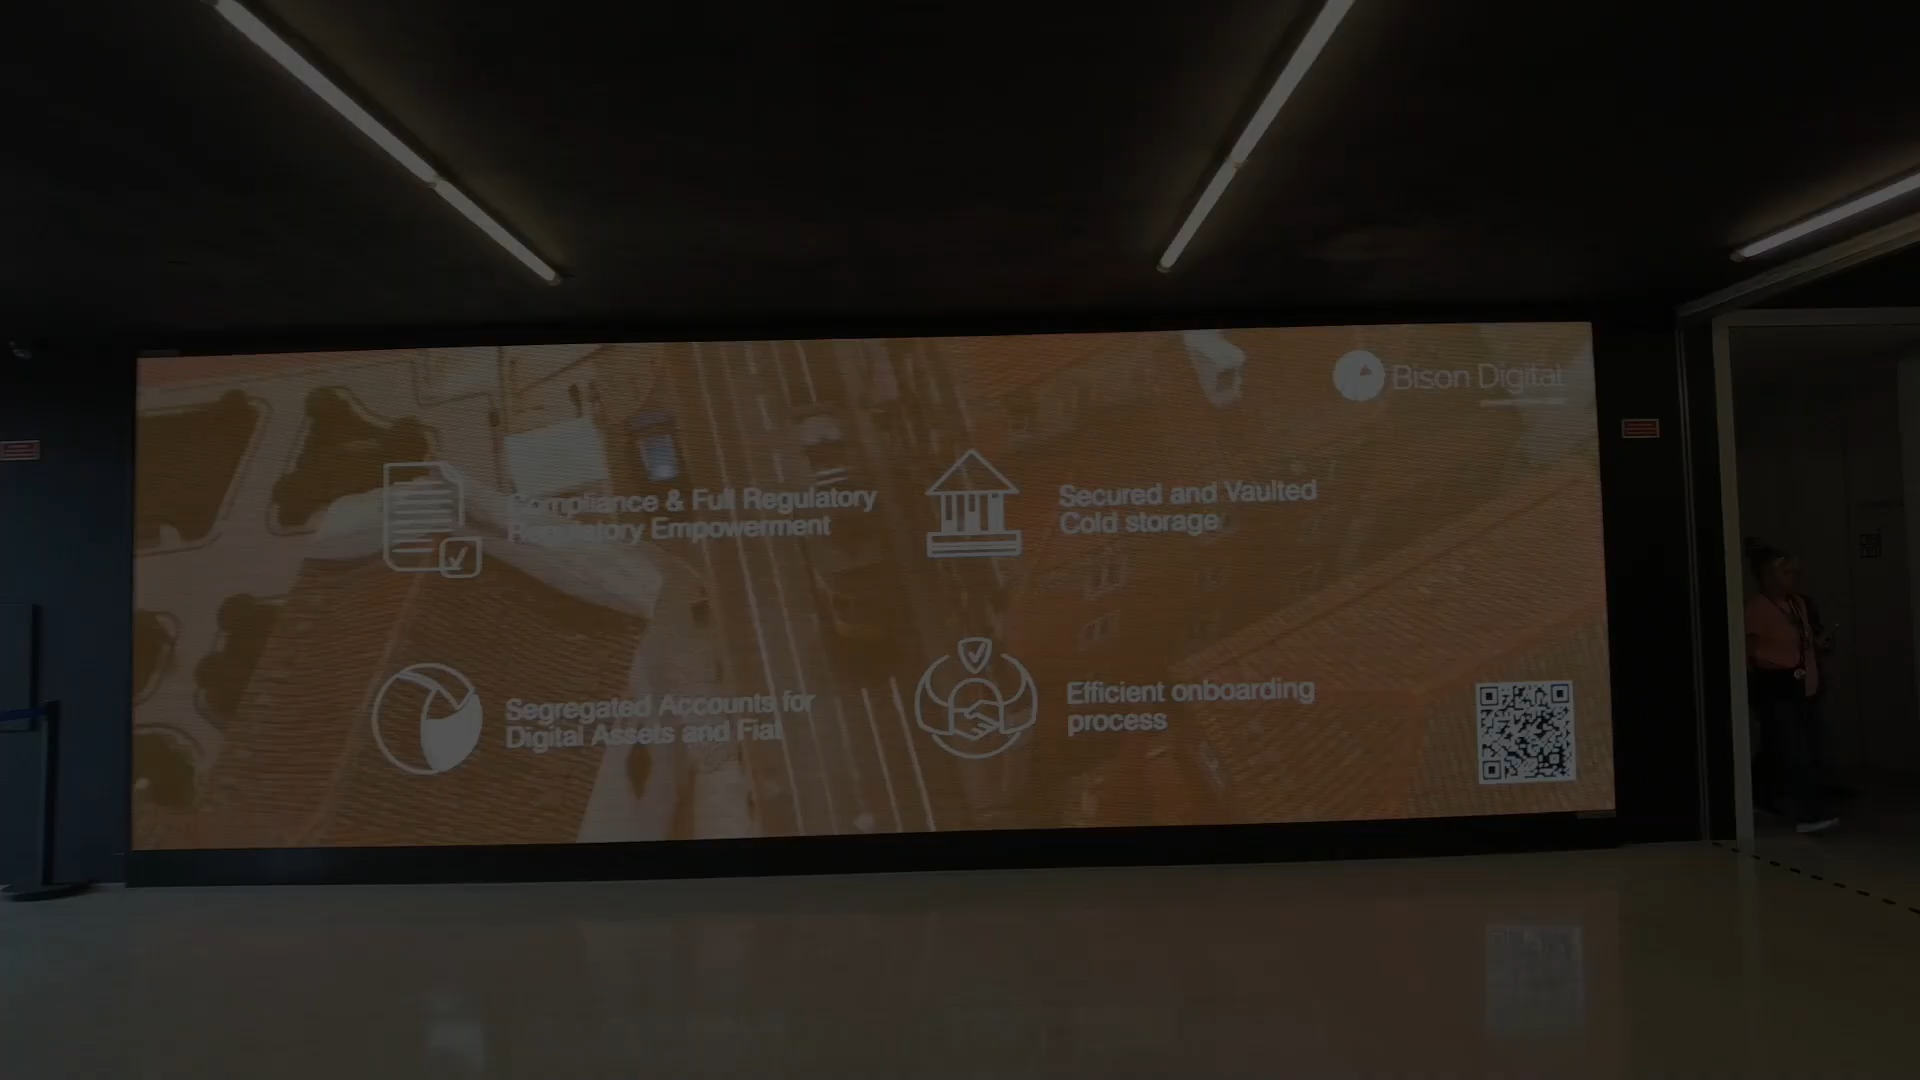 Bison Digital
Compliance & Full Regulatory
Regulatory Empowerment
Secured and Vaulted
Cold storage
Segregated Accounts for
Digital Assets and Fiat
Efficient onboarding
process